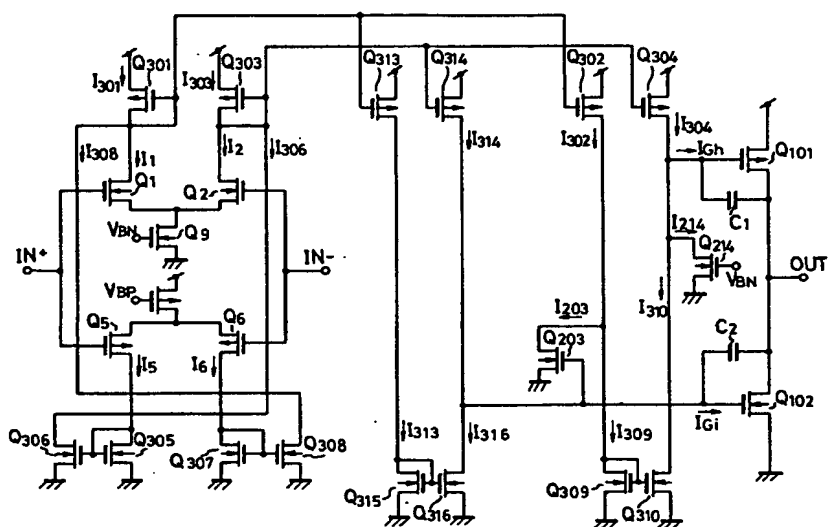 Q313 Q314 Q302 Q304
Q301 Q303
I301 I303
I308 I1 I2 I306
I314 I302 I304
IGh Q101
Q1 Q2
C1
VBN Q9
I214
Q214
IN+ IN-
VBN OUT
VBP
I203 I310
Q5 Q6
Q203
C2
I5 I6
Q102
IGi
Q306 Q305 Q307 Q308
I313 I316 I309
Q315 Q316 Q309 Q310